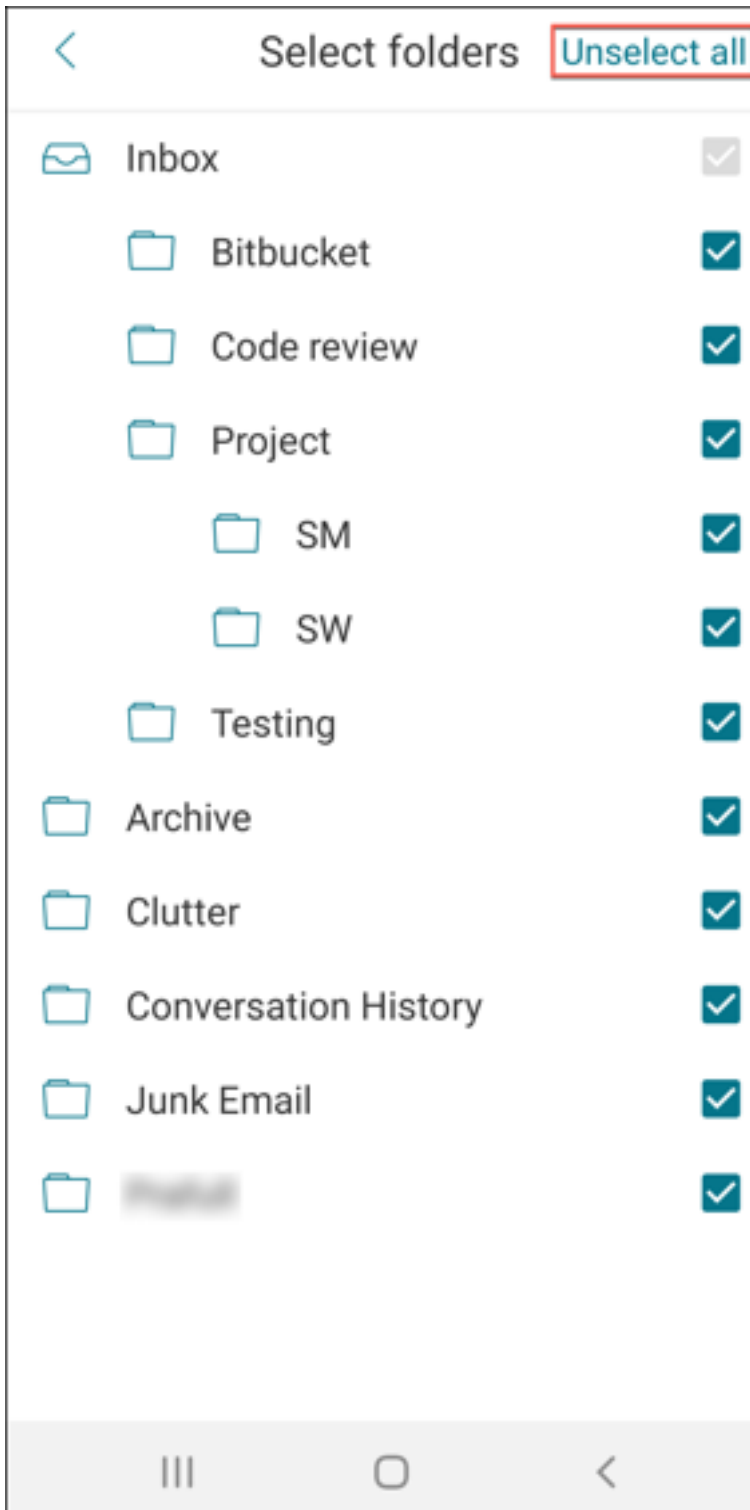 Select folders Unselect all
Inbox
Bitbucket
Code review
Project
SM
SW
Testing
Archive
Clutter
Conversation History
Junk Email